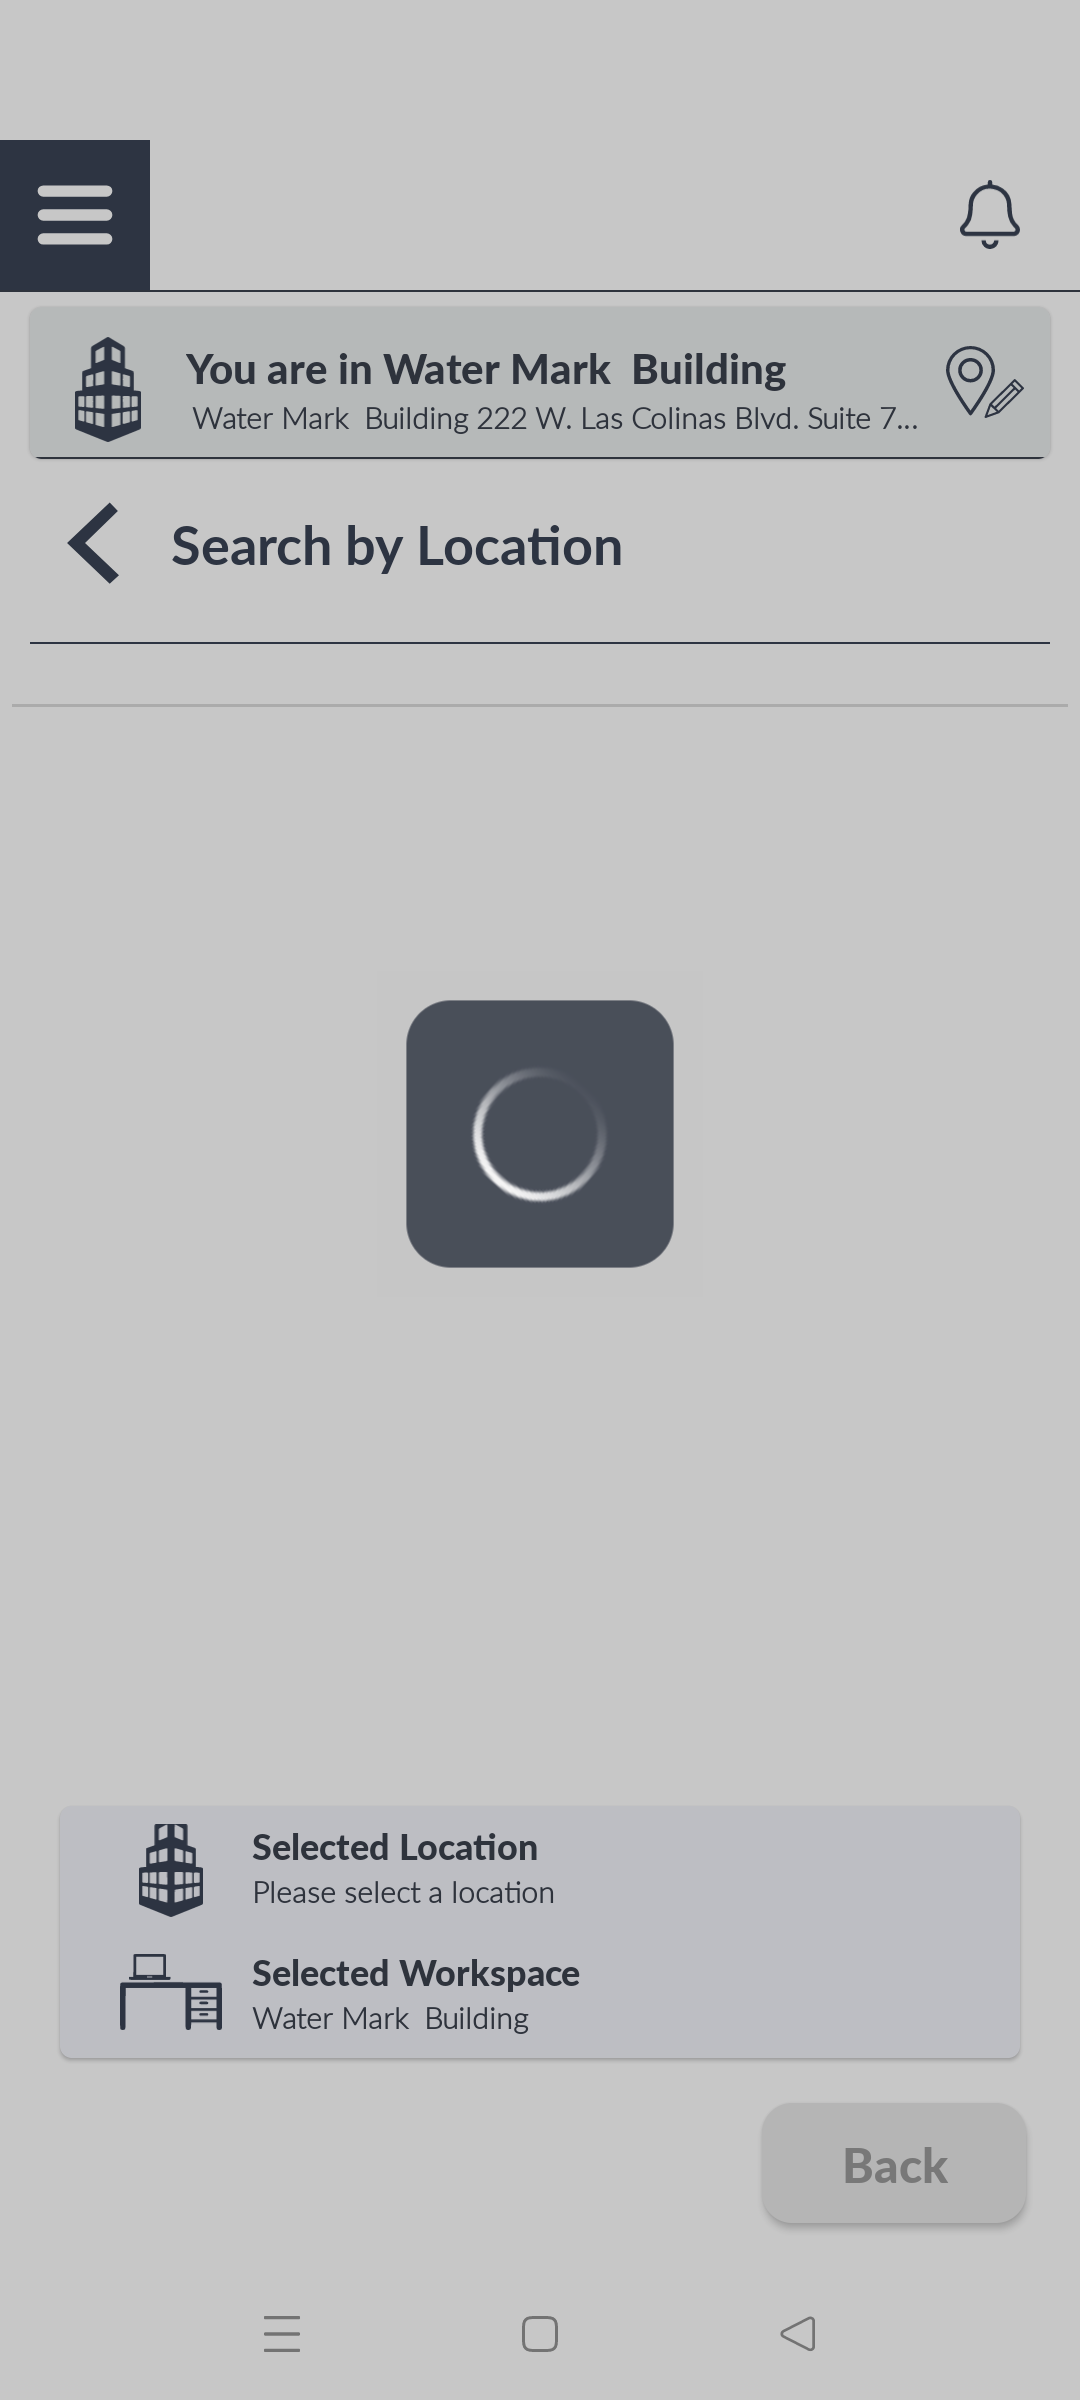 You are in Water Mark  Building
Water Mark  Building 222 W. Las Colinas Blvd. Suite 7...
Search by Location
Selected Location
Please select a location
Selected Workspace
Water Mark  Building
Back